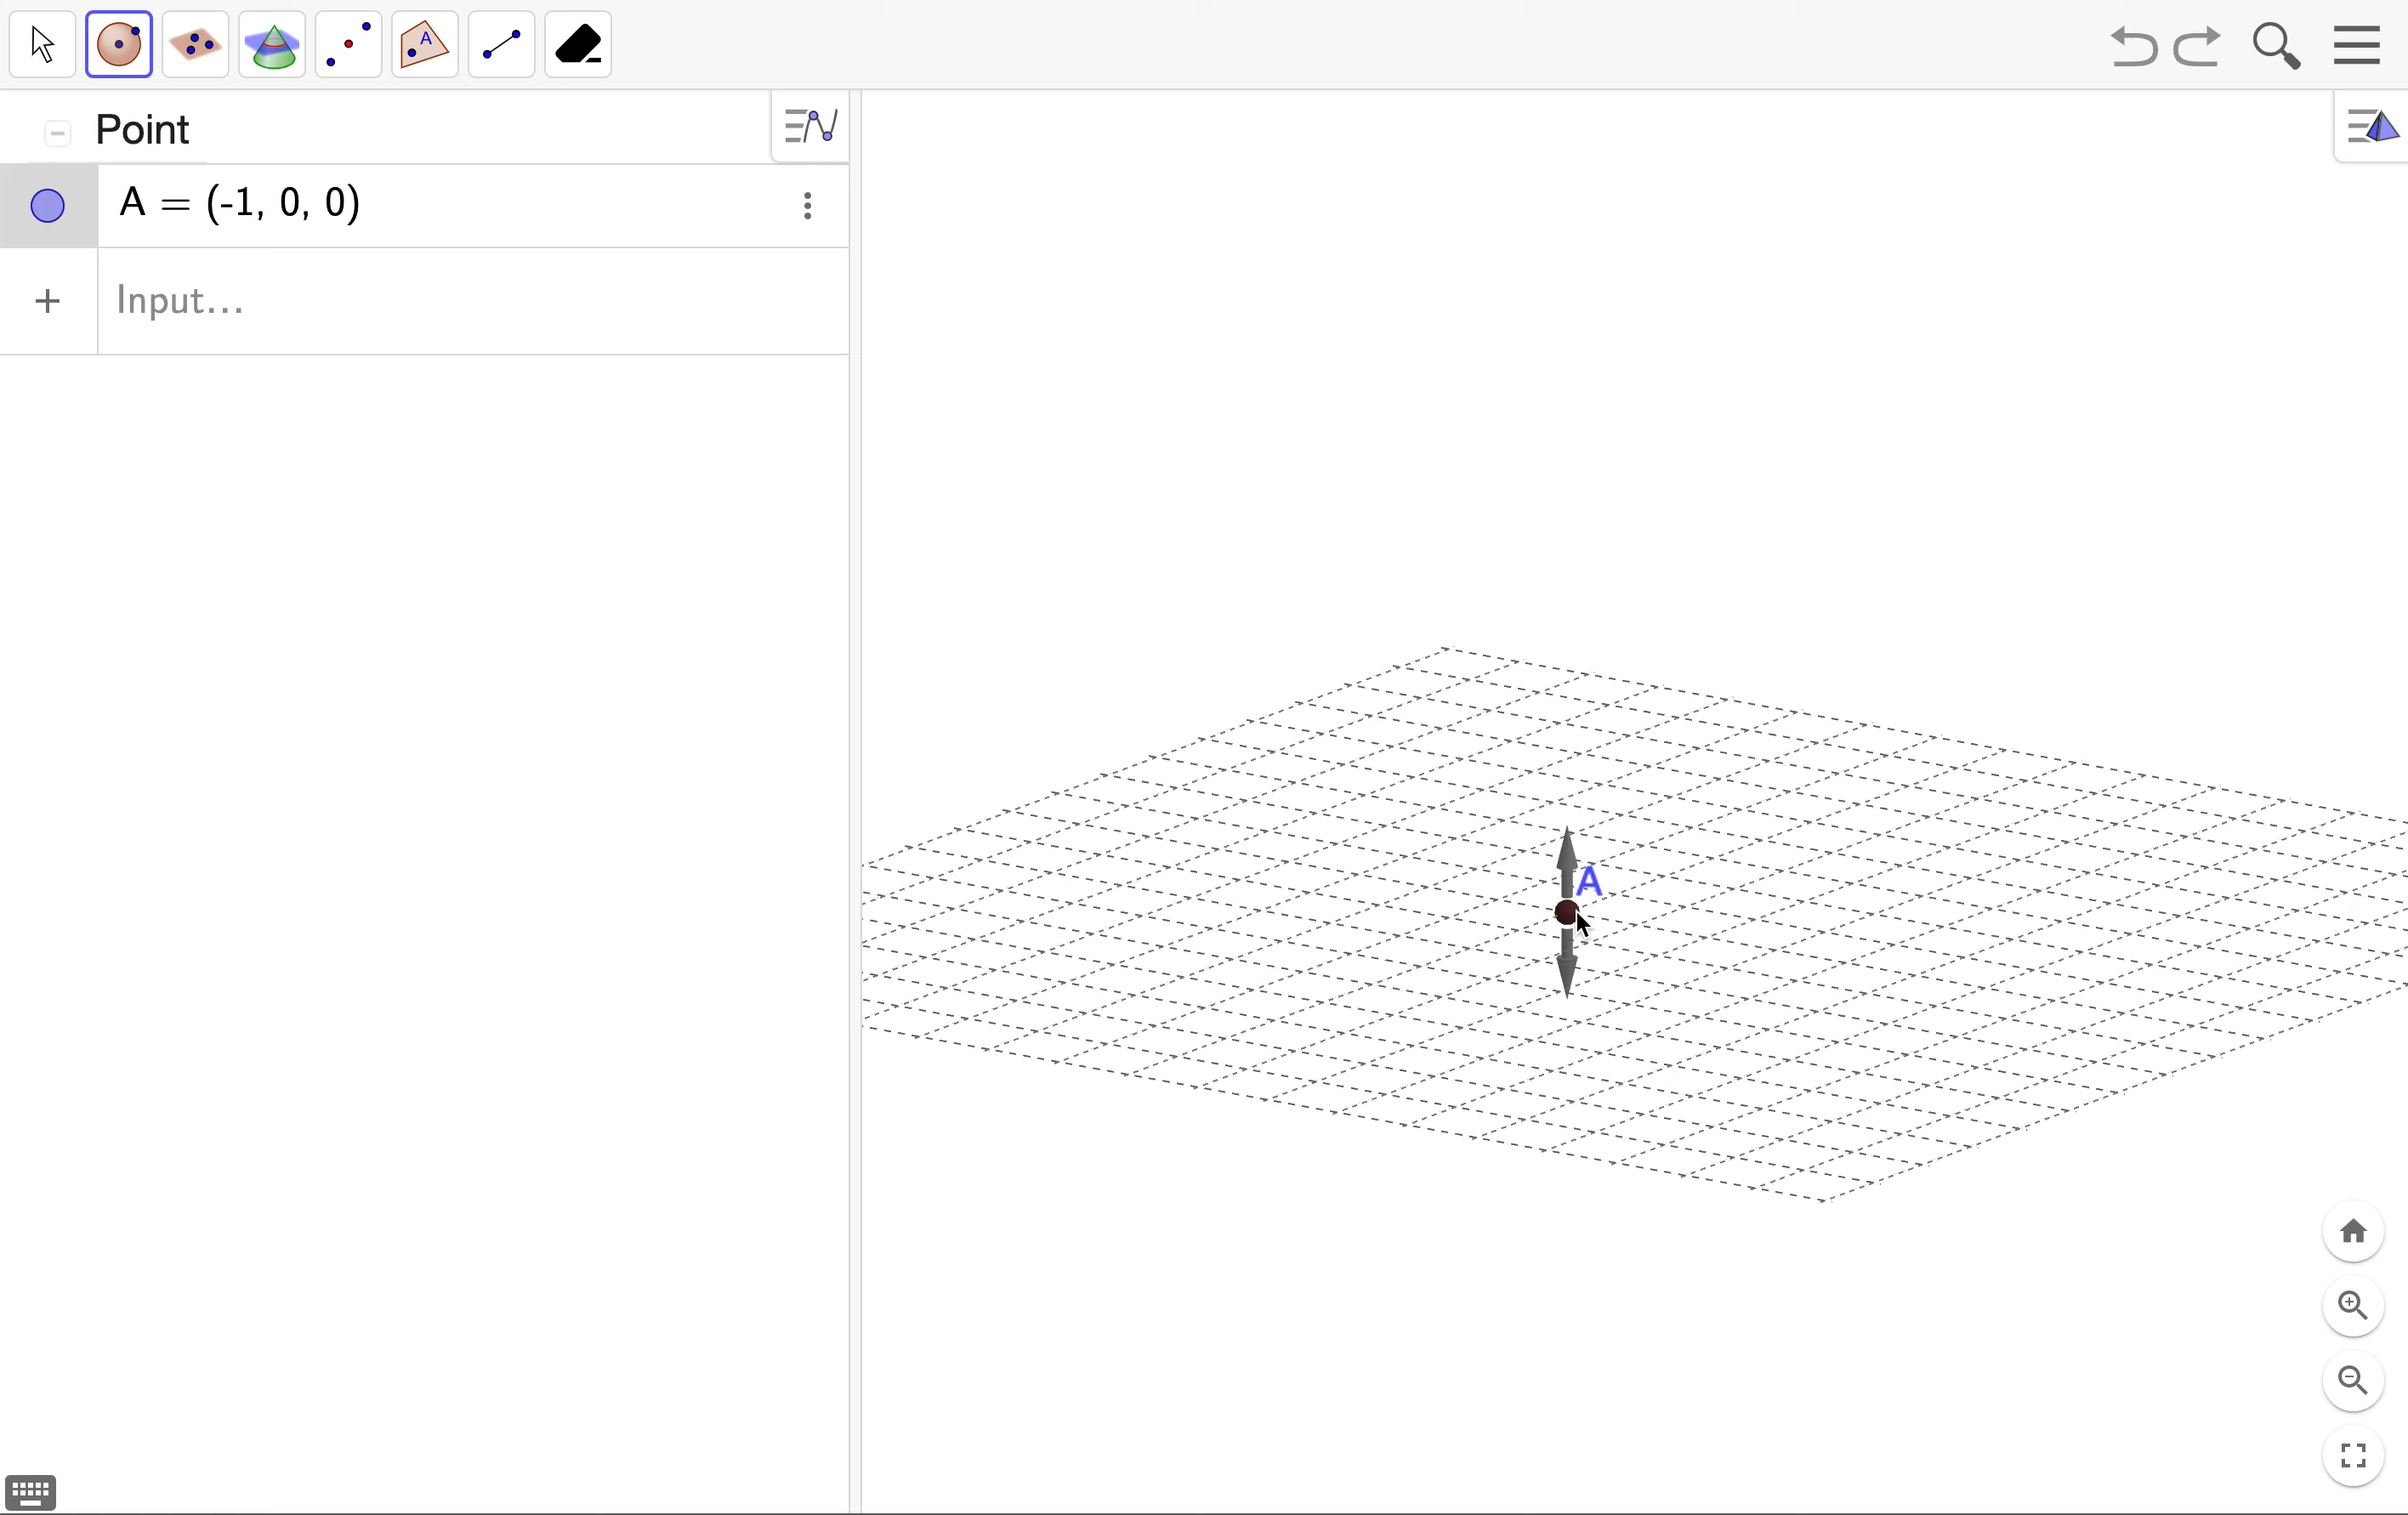 A
Point
A = (-1, 0, 0)
Input...
A